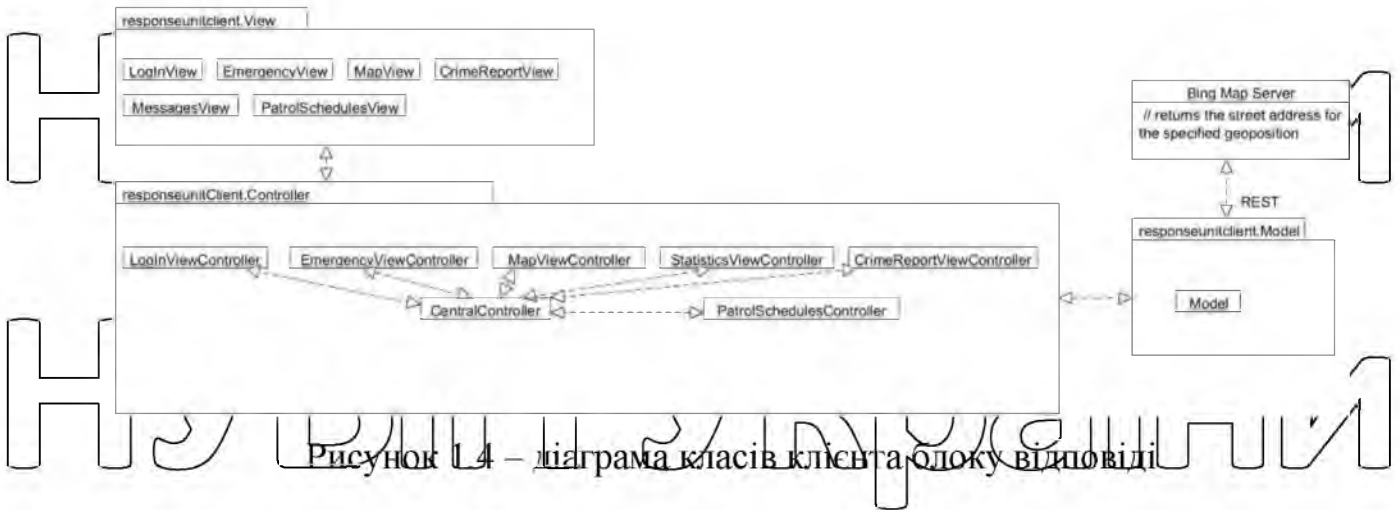 responseunitclient.View
LogInView EmergencyView MapView CrimeReportView
MessagesView PatrolSchedulesView
Bing Map Server
// returns the street address for
the specified geoposition
REST
responseunitClient.Controller
responseunitclient.Model
LogInViewController EmergencyViewController MapViewController StatisticsViewController CrimeReportViewController
CentralController PatrolSchedulesController
Model
НУБіП України
Рисунок 1.4 – діаграма класів клієнта блоку відповіді